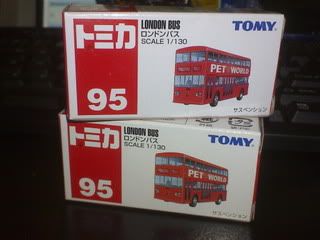 トミカ
95
LONDON BUS
ロンドンバス
SCALE 1/130
TOMY
PET WORLD
サスペンション
トミカ
95
LONDON BUS
ロンドンバス
SCALE 1/130
TOMY
PET WORLD
サスペンション